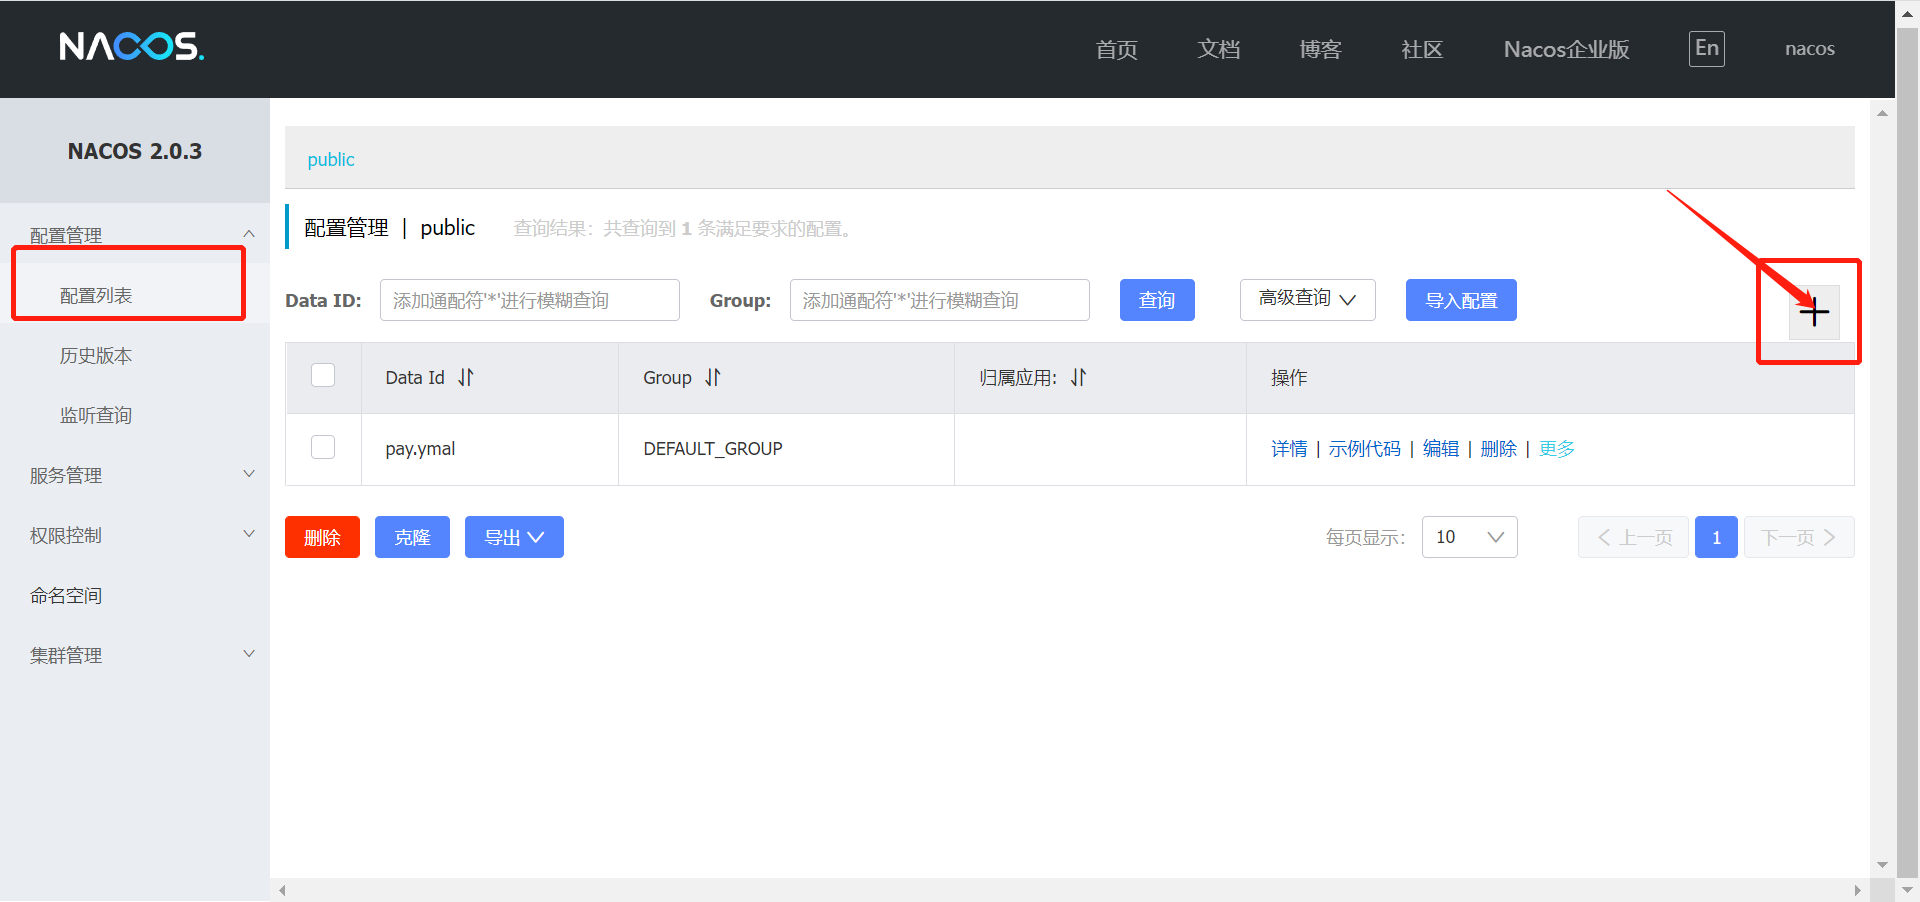 NACOS.
首页 文档 博客 社区 Nacos企业版 En nacos
NACOS 2.0.3
配置管理
配置列表
历史版本
监听查询
服务管理
权限控制
命名空间
集群管理
public
配置管理 | public 查询结果：共查询到 1 条满足要求的配置。
Data ID: 添加通配符'*'进行模糊查询 Group: 添加通配符'*'进行模糊查询 查询 高级查询 导入配置
Data Id Group 归属应用: 操作
pay.ymal DEFAULT_GROUP 详情 | 示例代码 | 编辑 | 删除 | 更多
删除 克隆 导出 每页显示: 10 上一页 1 下一页